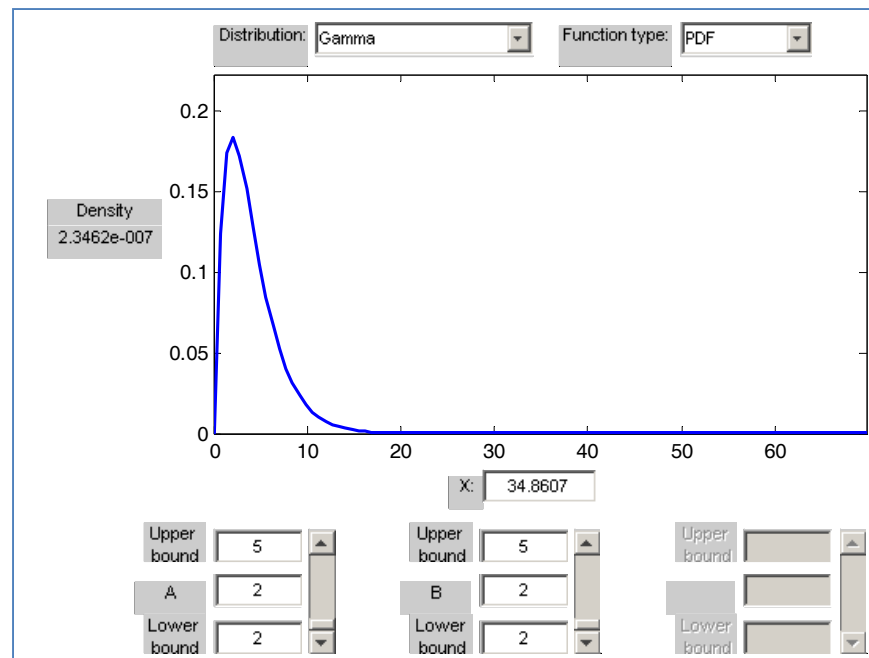 Distribution: Gamma Function type: PDF
0.2
0.15
Density
2.3462e-007
0.1
0.05
0
0 10 20 30 40 50 60
X: 34.8607
Upper bound 5 Upper bound 5 Upper bound
A 2 B 2
Lower bound 2 Lower bound 2 Lower bound